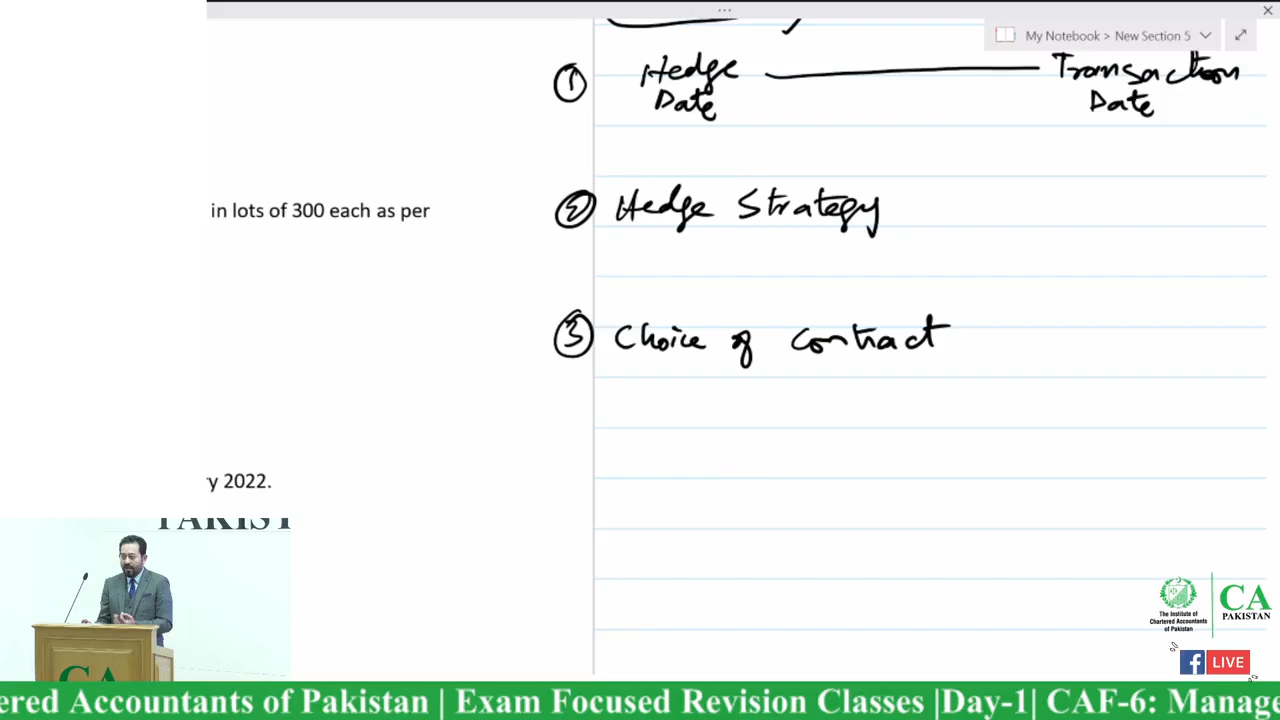 My Notebook > New Section 5
① Hedge Date ——— Transaction Date
in lots of 300 each as per
② Hedge Strategy
③ Choice of Contract
y 2022.
PAKIST
CA
The Institute of
Chartered Accountants
of Pakistan
CA
PAKISTAN
f LIVE
ered Accountants of Pakistan | Exam Focused Revision Classes |Day-1| CAF-6: Manage